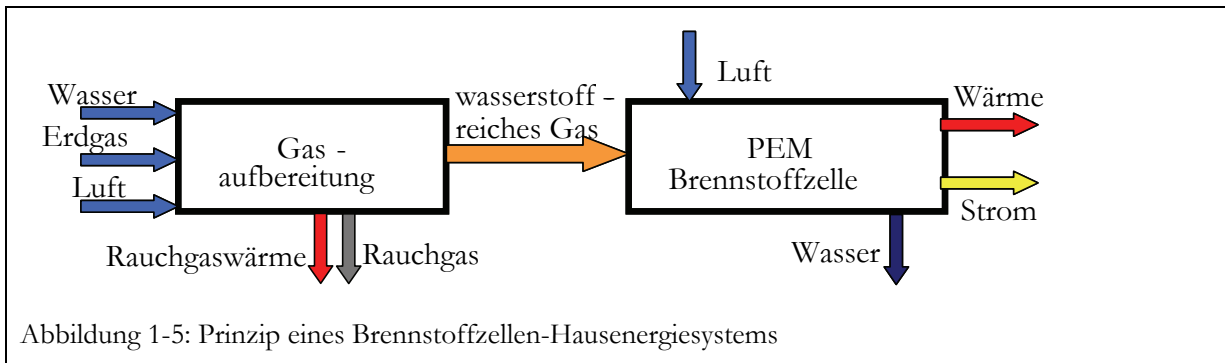 Wasser
Erdgas
Luft
Gas -
aufbereitung
Rauchgaswärme
Rauchgas
wasserstoff -
reiches Gas
Luft
PEM
Brennstoffzelle
Wärme
Strom
Wasser
Abbildung 1-5: Prinzip eines Brennstoffzellen-Hausenergiesystems